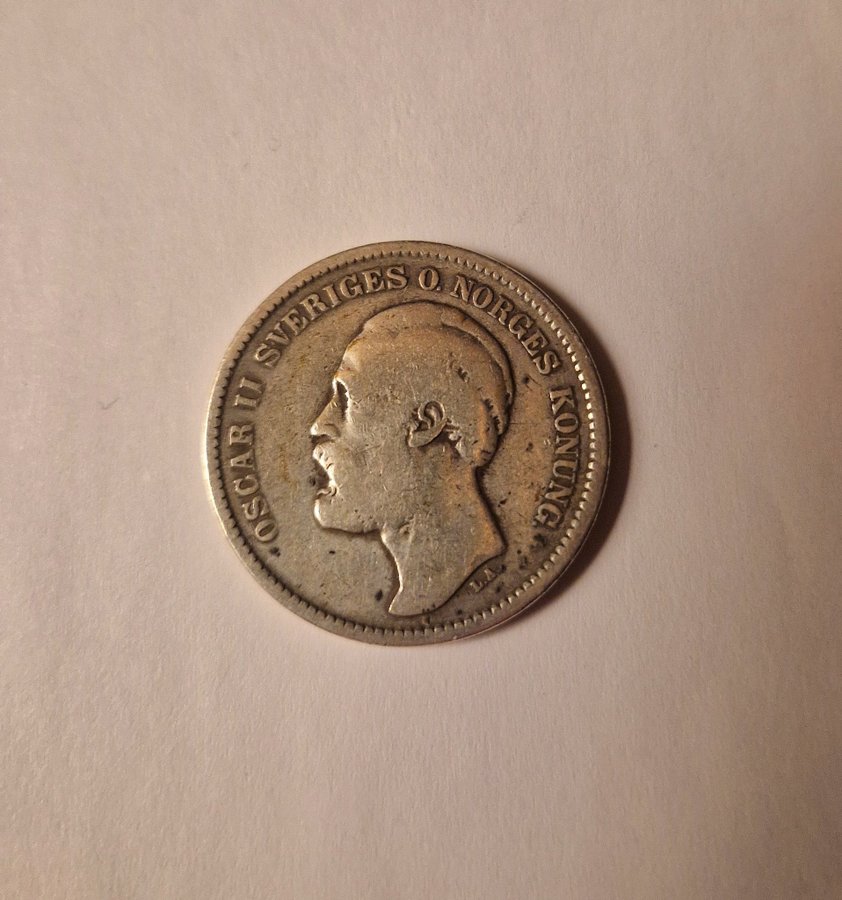 OSCAR II SVERIGES O. NORGES KONUNG.
L.A.